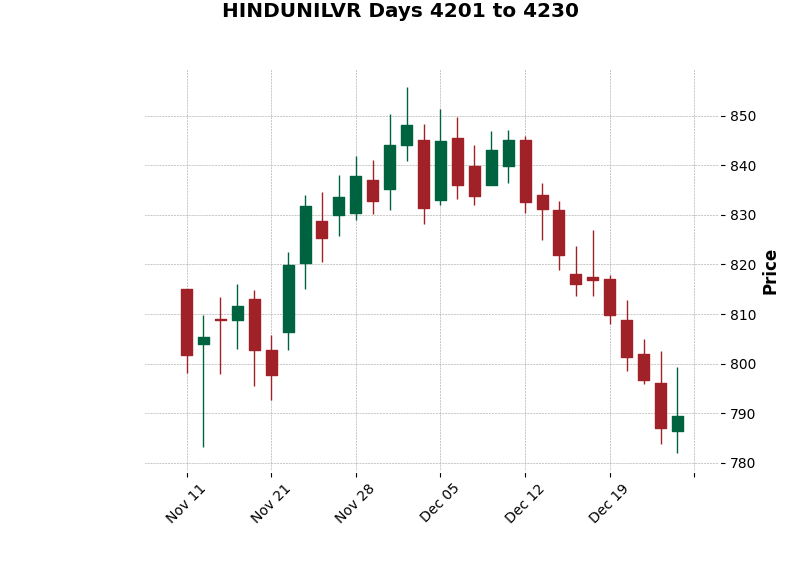 HINDUNILVR Days 4201 to 4230
850
840
830
820
810
800
790
780
Price
Nov 11
Nov 21
Nov 28
Dec 05
Dec 12
Dec 19